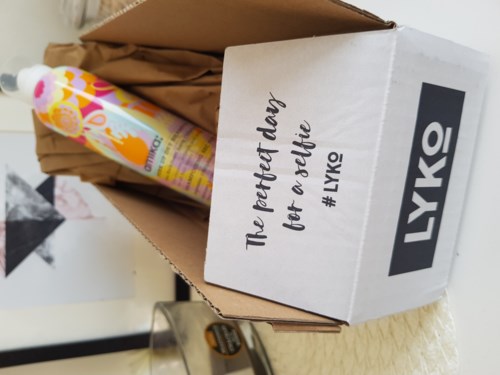 The perfect day
for a selfie
#LYKO
LYKO
amika: